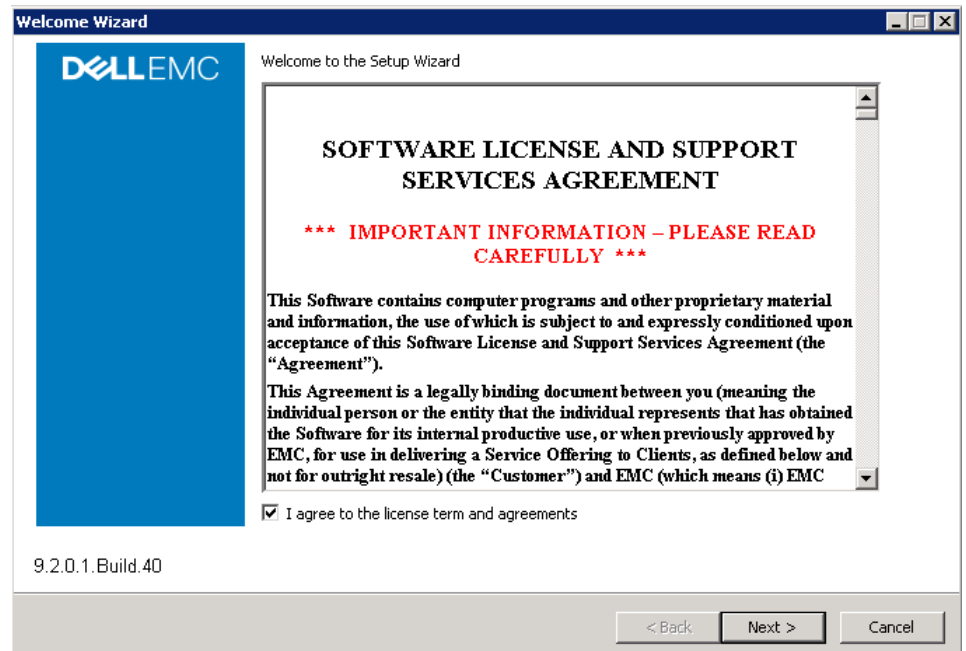 Welcome Wizard
DELLEMC
Welcome to the Setup Wizard
SOFTWARE LICENSE AND SUPPORT
SERVICES AGREEMENT
*** IMPORTANT INFORMATION – PLEASE READ
CAREFULLY ***
This Software contains computer programs and other proprietary material
and information, the use of which is subject to and expressly conditioned upon
acceptance of this Software License and Support Services Agreement (the
“Agreement”).
This Agreement is a legally binding document between you (meaning the
individual person or the entity that the individual represents that has obtained
the Software for its internal productive use, or when previously approved by
EMC, for use in delivering a Service Offering to Clients, as defined below and
not for outright resale) (the “Customer”) and EMC (which means (i) EMC
I agree to the license term and agreements
9.2.0.1.Build.40
< Back
Next >
Cancel